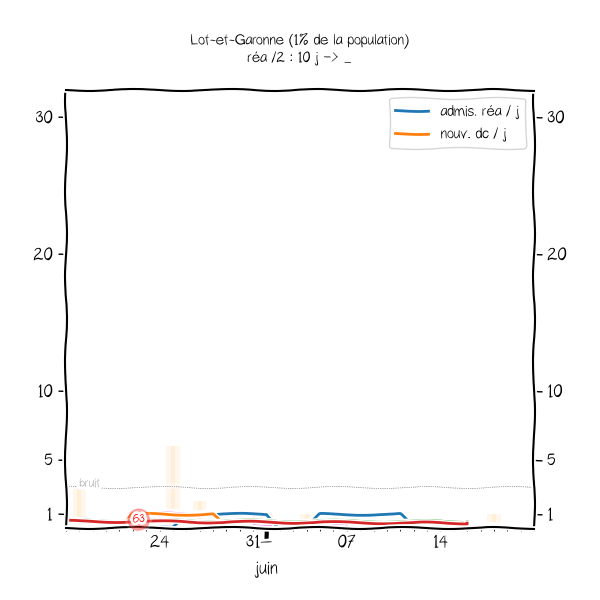 Lot-et-Garonne (1% de la population)
réa /2 : 10 j -> _
admis. réa / j
nouv. dc / j
30
30
20
20
10
10
5
5
bruit
1
1
63
24
31
07
14
juin